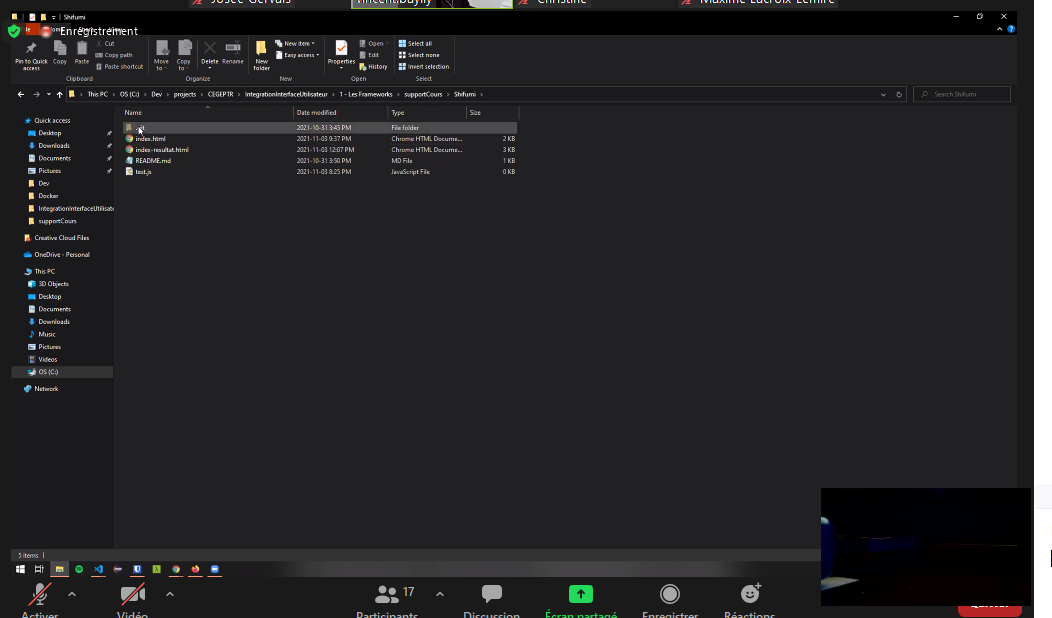 Josée Gervais
vincent.baylly
Christine
Maxime Lacroix-Lemire
Shifumi
Enregistrement
Pin to Quick access
Copy
Paste
Cut
Copy path
Paste shortcut
Clipboard
Move to
Copy to
Delete
Rename
Organize
New folder
New item
Easy access
New
Properties
Open
Edit
History
Open
Select all
Select none
Invert selection
Select
This PC > OS (C:) > Dev > projects > CEGEPTR > IntegrationInterfaceUtilisateur > 1 - Les Frameworks > supportCours > Shifumi >
Search Shifumi
Name Date modified Type Size
2021-10-31 3:45 PM File folder
index.html 2021-11-03 9:37 PM Chrome HTML Docume... 2 KB
index-resultat.html 2021-11-03 12:07 PM Chrome HTML Docume... 3 KB
README.md 2021-10-31 3:50 PM MD File 1 KB
test.js 2021-11-03 8:25 PM JavaScript File 0 KB
Quick access
Desktop
Downloads
Documents
Pictures
Dev
Docker
IntegrationInterfaceUtilisate
supportCours
Creative Cloud Files
OneDrive - Personal
This PC
3D Objects
Desktop
Documents
Downloads
Music
Pictures
Videos
OS (C:)
Network
5 items
17
Activer
Vidéo
Participants
Discussion
Écran partagé
Enregistrer
Réactions
Quitter